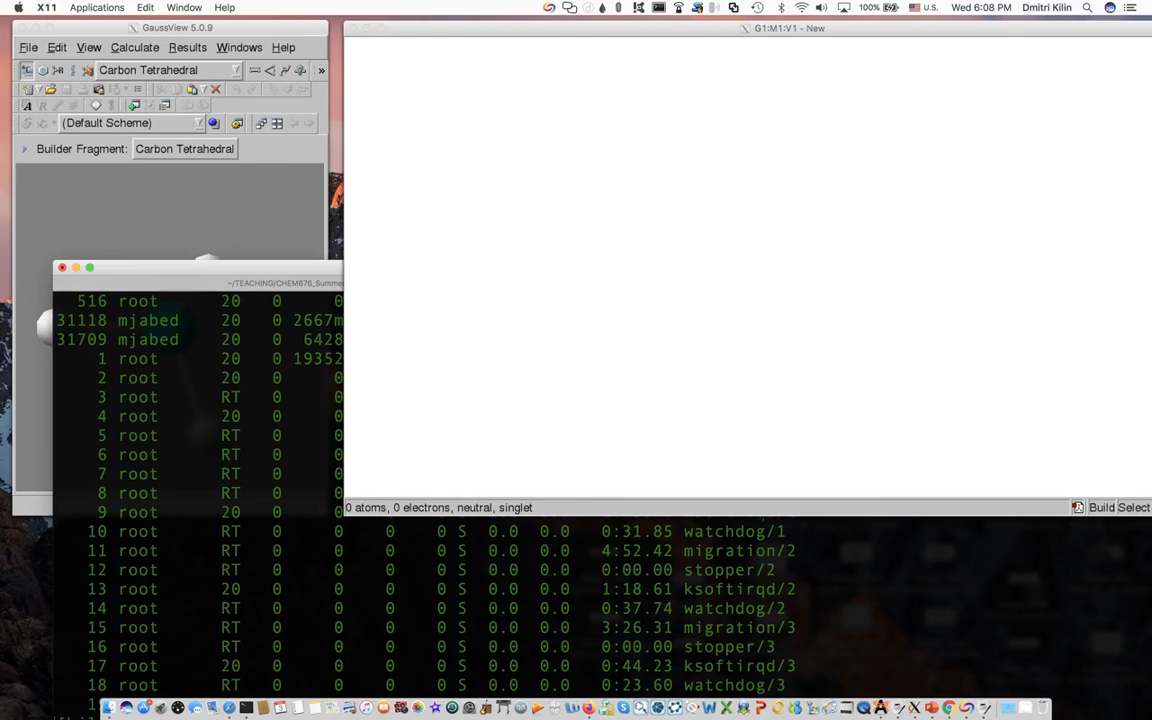 X11 Applications Edit Window Help 100% U.S. Wed 6:08 PM Dmitri Kilin
GaussView 5.0.9
File Edit View Calculate Results Windows Help
Carbon Tetrahedral
(Default Scheme)
Builder Fragment: Carbon Tetrahedral
G1:M1:V1 - New
0 atoms, 0 electrons, neutral, singlet Build Select
~/TEACHING/CHEM676_Summe
516 root 20 0 0
31118 mjabed 20 0 2667m
31709 mjabed 20 0 6428
1 root 20 0 19352
2 root 20 0 0
3 root RT 0 0
4 root 20 0 0
5 root RT 0 0
6 root RT 0 0
7 root RT 0 0
8 root RT 0 0
9 root 20 0 0
10 root RT 0 0 0 S 0.0 0.0 0:31.85 watchdog/1
11 root RT 0 0 0 S 0.0 0.0 4:52.42 migration/2
12 root RT 0 0 0 S 0.0 0.0 0:00.00 stopper/2
13 root 20 0 0 0 S 0.0 0.0 1:18.61 ksoftirqd/2
14 root RT 0 0 0 S 0.0 0.0 0:37.74 watchdog/2
15 root RT 0 0 0 S 0.0 0.0 3:26.31 migration/3
16 root RT 0 0 0 S 0.0 0.0 0:00.00 stopper/3
17 root 20 0 0 0 S 0.0 0.0 0:44.23 ksoftirqd/3
18 root RT 0 0 0 S 0.0 0.0 0:23.60 watchdog/3